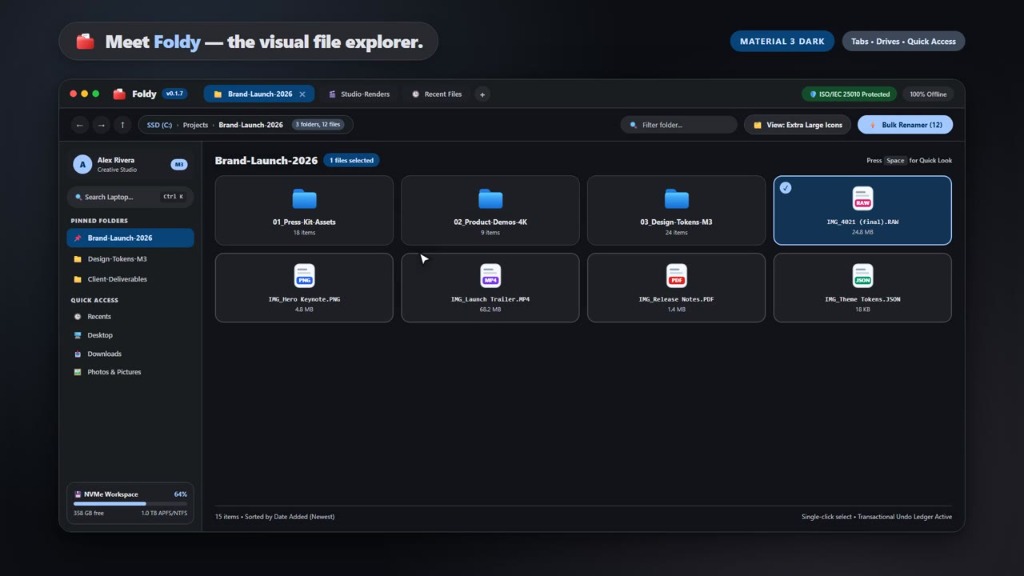 Meet Foldy — the visual file explorer.
MATERIAL 3 DARK
Tabs • Drives • Quick Access
Foldy v0.1.7
Brand-Launch-2026 ×
Studio-Renders
Recent Files
+
ISO/IEC 25010 Protected
100% Offline
← → ↑
SSD (C:) › Projects › Brand-Launch-2026 3 folders, 12 files
Filter folder...
View: Extra Large Icons
Bulk Renamer (12)
A
Alex Rivera
Creative Studio
M3
Search Laptop... Ctrl K
PINNED FOLDERS
Brand-Launch-2026
Design-Tokens-M3
Client-Deliverables
QUICK ACCESS
Recents
Desktop
Downloads
Photos & Pictures
NVMe Workspace 64%
358 GB free 1.0 TB APFS/NTFS
Brand-Launch-2026 1 files selected
Press Space for Quick Look
01_Press-Kit-Assets
18 items
02_Product-Demos-4K
9 items
03_Design-Tokens-M3
24 items
RAW
IMG_4021 (final).RAW
24.8 MB
PNG
IMG_Hero Keynote.PNG
4.8 MB
MP4
IMG_Launch Trailer.MP4
68.2 MB
PDF
IMG_Release Notes.PDF
1.4 MB
JSON
IMG_Theme Tokens.JSON
18 KB
15 items • Sorted by Date Added (Newest)
Single-click select • Transactional Undo Ledger Active